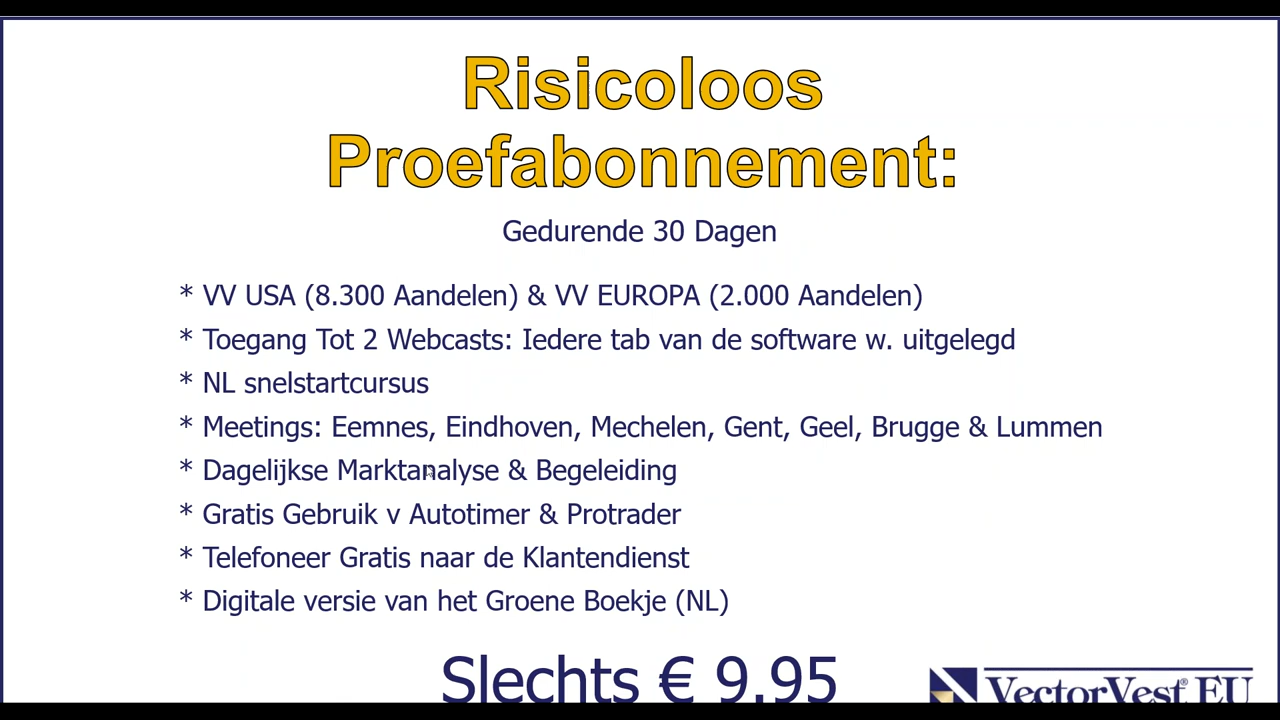 Risicoloos
Proefabonnement:
Gedurende 30 Dagen
* VV USA (8.300 Aandelen) & VV EUROPA (2.000 Aandelen)
* Toegang Tot 2 Webcasts: Iedere tab van de software w. uitgelegd
* NL snelstartcursus
* Meetings: Eemnes, Eindhoven, Mechelen, Gent, Geel, Brugge & Lummen
* Dagelijkse Marktanalyse & Begeleiding
* Gratis Gebruik v Autotimer & Protrader
* Telefoneer Gratis naar de Klantendienst
* Digitale versie van het Groene Boekje (NL)
Slechts € 9.95
VectorVest® EU